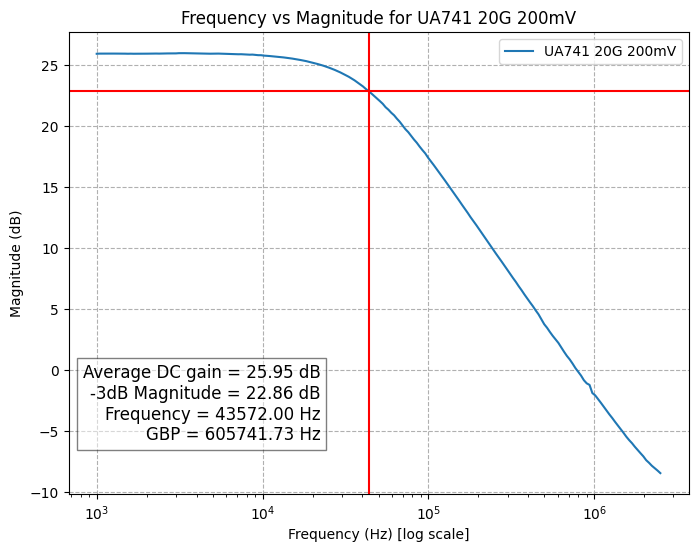 Frequency vs Magnitude for UA741 20G 200mV
UA741 20G 200mV
Magnitude (dB)
25
20
15
10
5
0
−5
−10
Average DC gain = 25.95 dB
-3dB Magnitude = 22.86 dB
Frequency = 43572.00 Hz
GBP = 605741.73 Hz
10³ 10⁴ 10⁵ 10⁶
Frequency (Hz) [log scale]